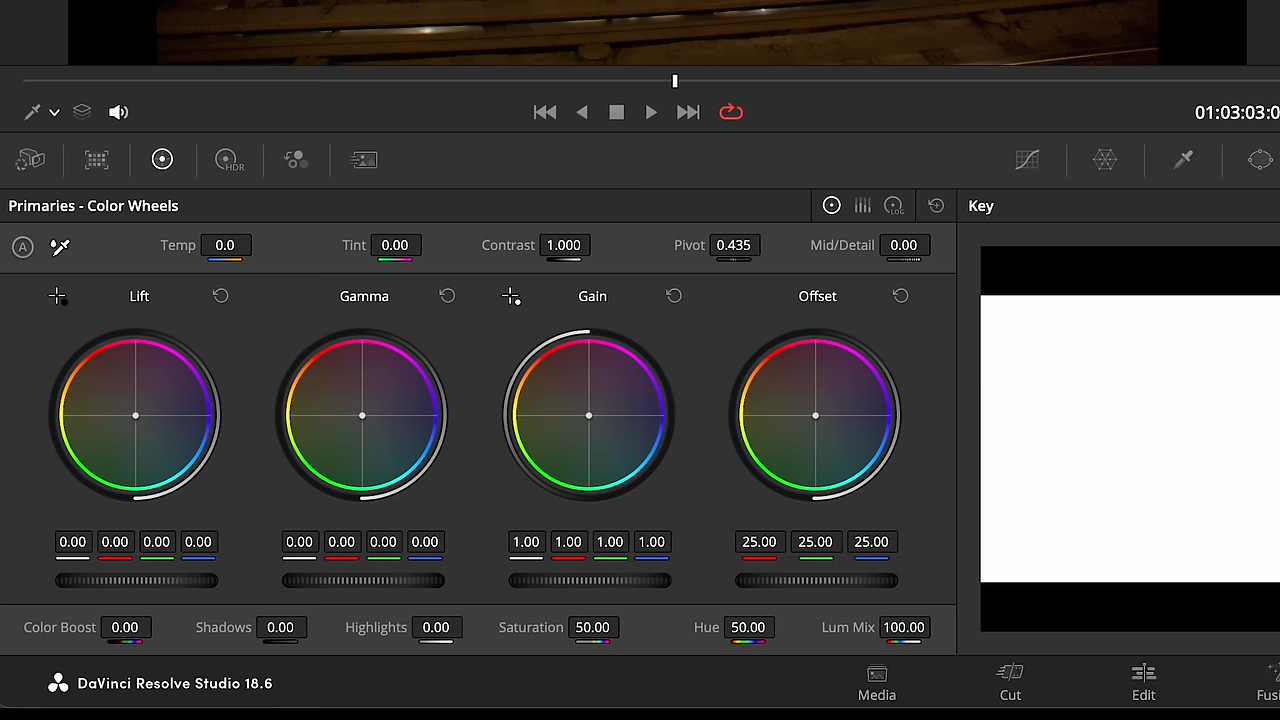 01:03:03:0
HDR
Primaries - Color Wheels
LOG
Key
A
Temp 0.0 Tint 0.00 Contrast 1.000 Pivot 0.435 Mid/Detail 0.00
Lift Gamma Gain Offset
0.00 0.00 0.00 0.00 0.00 0.00 0.00 0.00 1.00 1.00 1.00 1.00 25.00 25.00 25.00
Color Boost 0.00 Shadows 0.00 Highlights 0.00 Saturation 50.00 Hue 50.00 Lum Mix 100.00
DaVinci Resolve Studio 18.6
Media Cut Edit Fusi